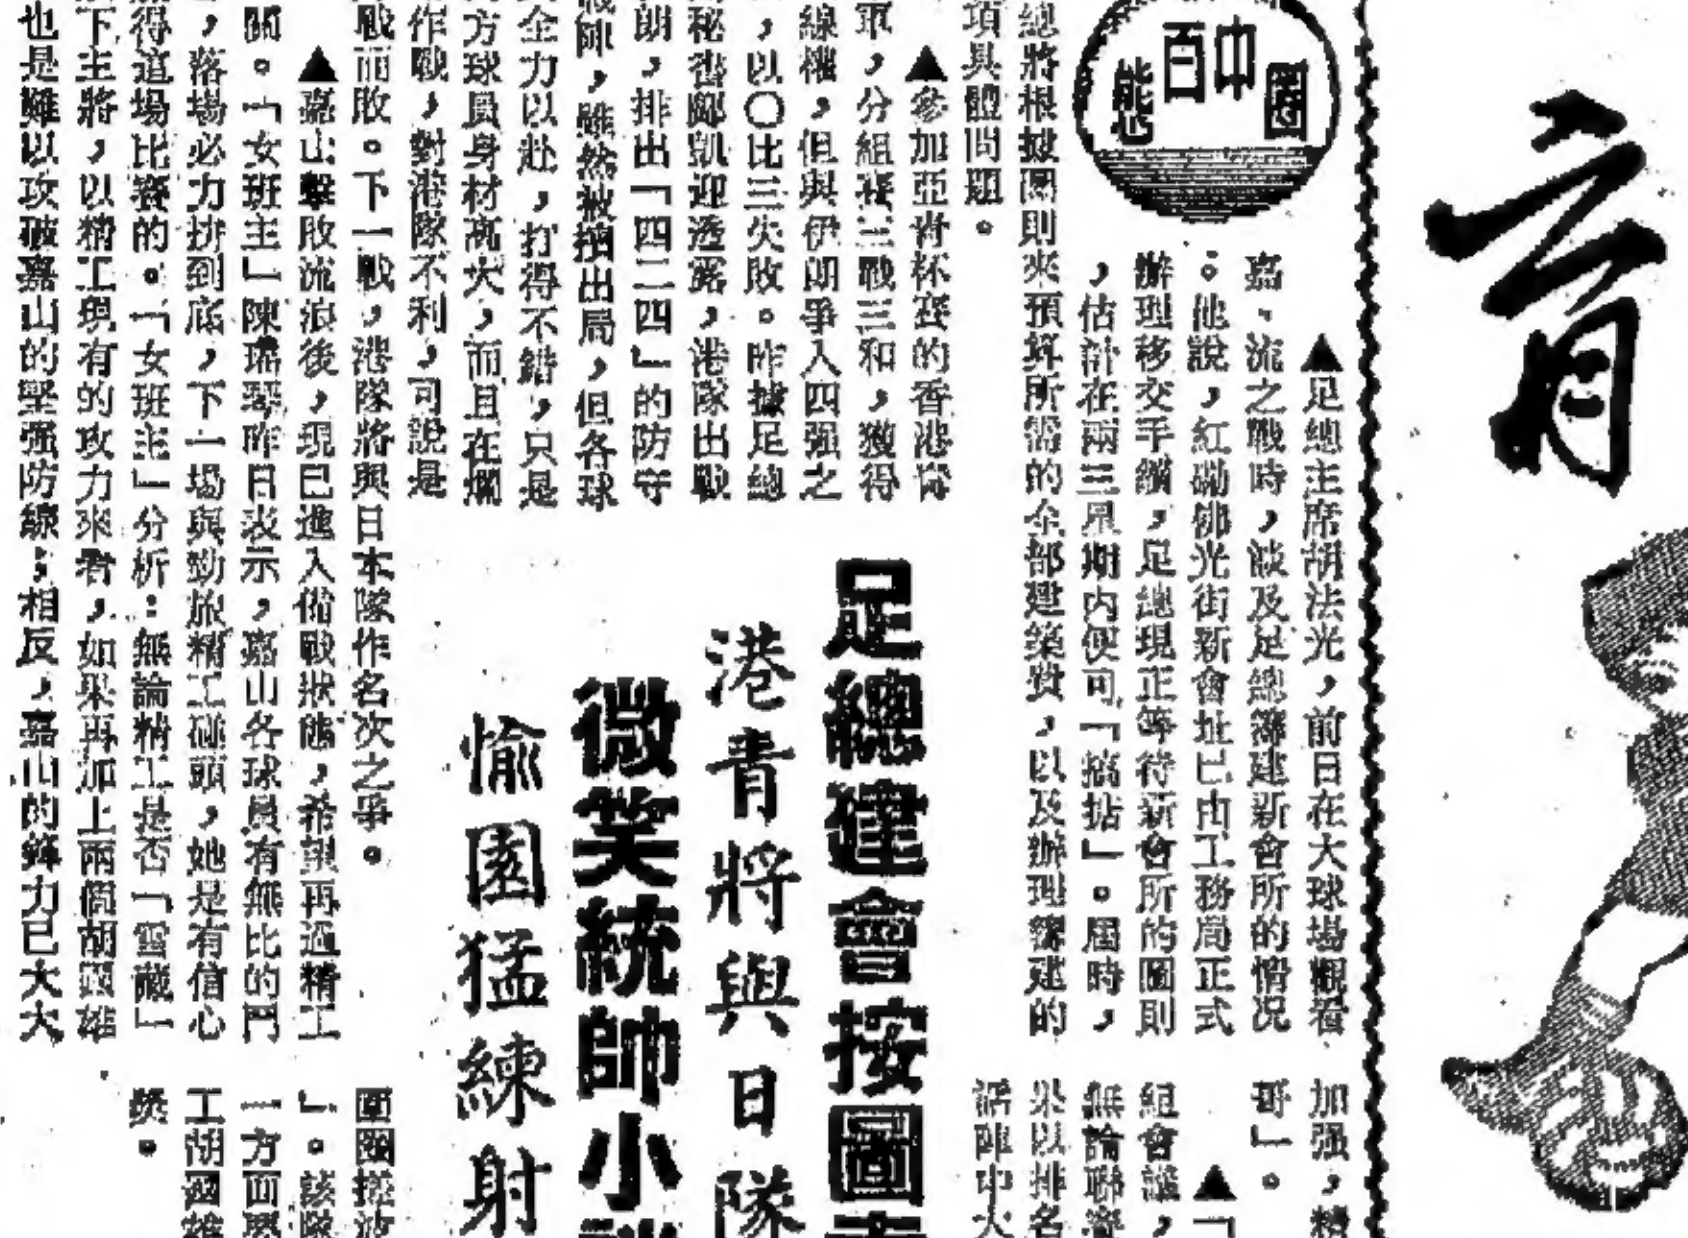 育
圈中百態
▲足總主席胡法光，前日在大球場觀看
嘉、流之戰時，談及足總籌建新會所的情況
。他說，紅磡佛光街新會址已由工務局正式
辦理移交手續，足總現正等待新會所的圖則
，估計在兩三星期內便可「搞掂」。屆時，
總將根據圖則來預算所需的全部建築費，以及辦理籌建的
項具體問題。
▲參加亞青杯賽的香港青
軍，分組賽三戰三和，獲得
線權，但與伊朗爭入四强之
，以〇比三失敗。昨據足總
秘書鄺凱迎透露，港隊出戰
朗，排出「四二四」的防守
陣，雖然被摒出局，但各球
全力以赴，打得不錯，只是
方球員身材高大，而且在爛
作戰，對港隊不利，可說是
戰而敗。下一戰，港隊將與日本隊作名次之爭。
▲嘉山擊敗流浪後，現已進入備戰狀態，希望再過精工
關。「女班主」陳瑤琴昨日表示，嘉山各球員有無比的鬥
，落場必力拚到底，下一場與勁旅精工碰頭，她是有信心
得這場比賽的。「女班主」分析：無論精工是否「雪藏」
下主將，以精工現有的攻力來看，如果再加上兩個胡國雄
也是難以攻破嘉山的堅强防線；相反，嘉山的鋒力已大大
足總建會按圖
港青將與日隊
微笑統帥小
愉園猛練射
加强，精
哥」。
▲「
組會議，
無論聯賽
果以排名
諾陣中大
圍圈搓波
」。該隊
一方面要
工胡國雄
獎。